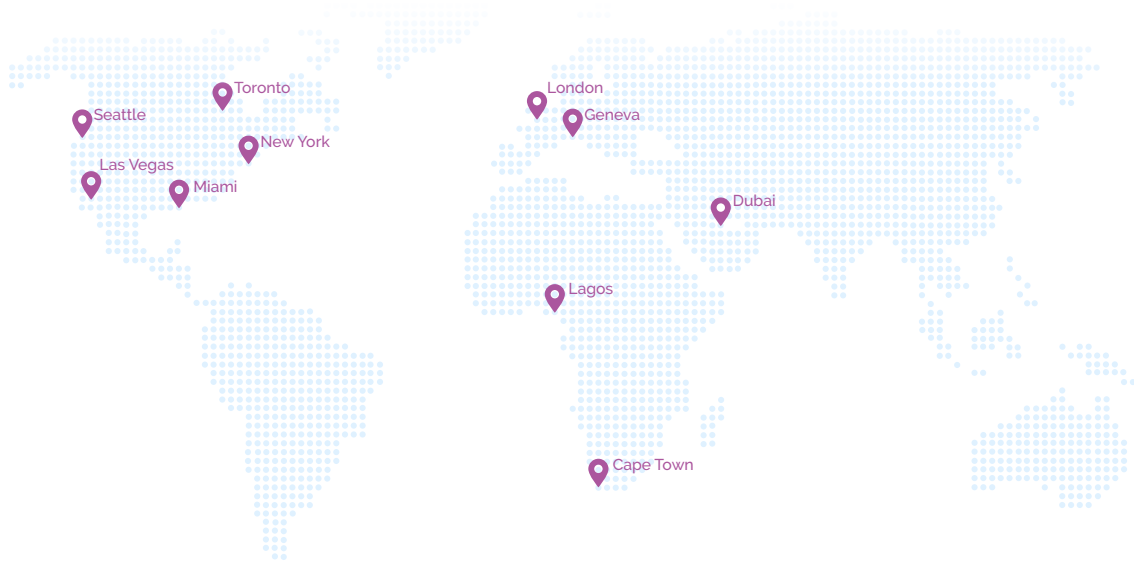 Toronto
London
Seattle
Geneva
New York
Las Vegas
Miami
Dubai
Lagos
Cape Town